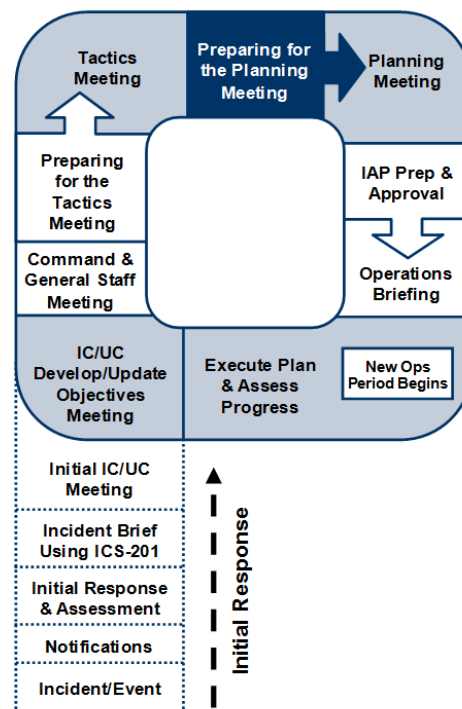 Tactics
Meeting
Preparing for
the Planning
Meeting
Planning
Meeting
Preparing
for the
Tactics
Meeting
IAP Prep &
Approval
Command &
General Staff
Meeting
Operations
Briefing
IC/UC
Develop/Update
Objectives
Meeting
Execute Plan
& Assess
Progress
New Ops
Period Begins
Initial IC/UC
Meeting
Incident Brief
Using ICS-201
Initial Response
& Assessment
Notifications
Incident/Event
Initial Response